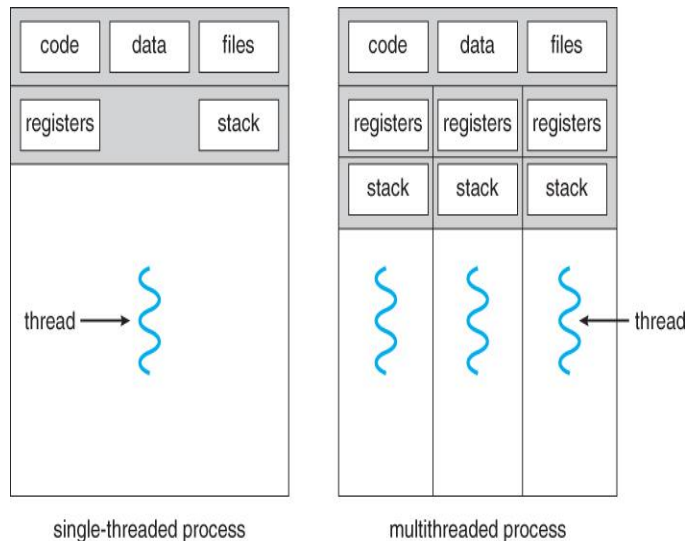 code data files
registers stack
thread
single-threaded process
code data files
registers registers registers
stack stack stack
thread
multithreaded process